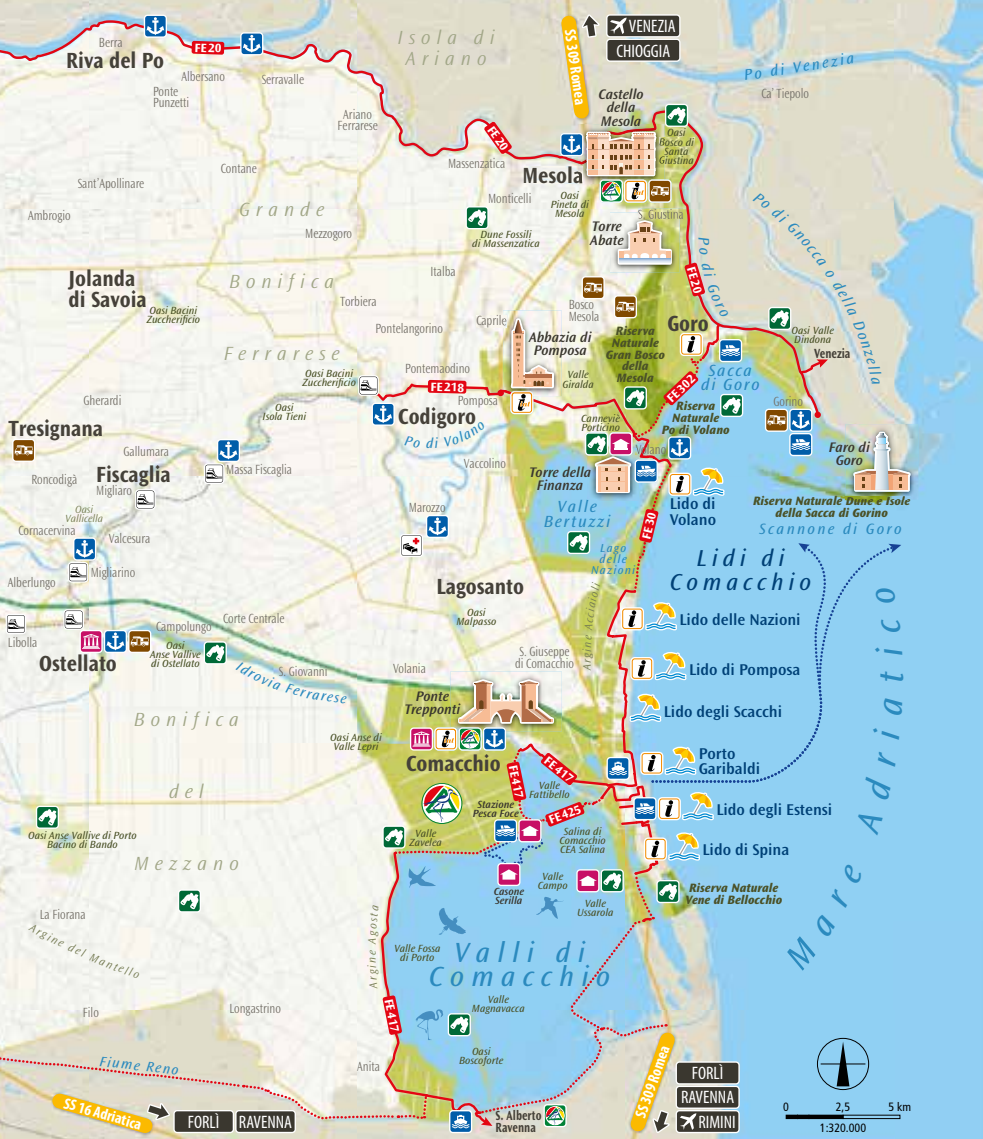 Isola di
Ariano
SS 309 Romea
VENEZIA
CHIOGGIA
Berra
FE20
Riva del Po
Albersano
Serravalle
Ponte
Punzetti
Ariano
Ferrarese
Po di Venezia
Ca' Tiepolo
Castello
della
Mesola
FE20
Oasi
Bosco di
Santa
Giustina
Massenzatica
Mesola
Contane
Sant'Apollinare
Ambrogio
Grande
Mezzogoro
Monticelli
Oasi
Pineta di
Mesola
S. Giustina
Dune Fossili
di Massenzatica
Torre
Abate
Po di Goro
FE20
Po di Gnocca o della Donzella
Jolanda
di Savoia
Oasi Bacini
Zuccherificio
Bonifica
Torbiera
Italba
Bosco
Mesola
Caprile
Pontelangorino
Abbazia di
Pomposa
Riserva
Naturale
Gran Bosco
della
Mesola
Goro
Oasi Valle
Dindona
Venezia
Sacca
di Goro
Ferrarese
Oasi Bacini
Zuccherificio
Pontemaodino
FE218
Pomposa
Valle
Giralda
FE302
Riserva
Naturale
Po di Volano
Gorino
Gherardi
Oasi
Isola Tieni
Codigoro
Po di Volano
Canneviè
Porticino
Volano
Tresignana
Gallumara
Massa Fiscaglia
Vaccolino
Torre della
Finanza
Faro di
Goro
Roncodigà
Fiscaglia
Migliaro
Lido di
Volano
Riserva Naturale Dune e Isole
della Sacca di Gorino
Scannone di Goro
Oasi
Vallicella
Marozzo
Valle
Bertuzzi
FE30
Cornacervina
Valcesura
Lago
delle
Nazioni
Lidi di
Comacchio
Alberlungo
Migliarino
Lagosanto
Oasi
Malpasso
Argine Acciaioli
Lido delle Nazioni
Libolla
Campolungo
Corte Centrale
Ostellato
Oasi
Anse Vallive
di Ostellato
Idrovia Ferrarese
S. Giovanni
Volania
S. Giuseppe
di Comacchio
Lido di Pomposa
Ponte
Trepponti
Lido degli Scacchi
Mare Adriatico
Bonifica
Oasi Anse di
Valle Lepri
Comacchio
FE417
FE417
Valle
Fattibello
Porto
Garibaldi
del
Stazione
Pesca Foce
FE425
Lido degli Estensi
Oasi Anse Vallive di Porto
Bacino di Bando
Valle
Zavelea
Salina di
Comacchio
CEA Salina
Lido di Spina
Mezzano
Casone
Serilla
Valle
Campo
Valle
Ussarola
Riserva Naturale
Vene di Bellocchio
La Fiorana
Argine del Mantello
Argine Agosta
Valle Fossa
di Porto
Valli di
Comacchio
Longastrino
Filo
FE417
Valle
Magnavacca
Oasi
Boscoforte
Anita
Fiume Reno
SS 16 Adriatica
FORLÌ
RAVENNA
S. Alberto
Ravenna
SS 309 Romea
FORLÌ
RAVENNA
RIMINI
0 2,5 5 km
1:320.000